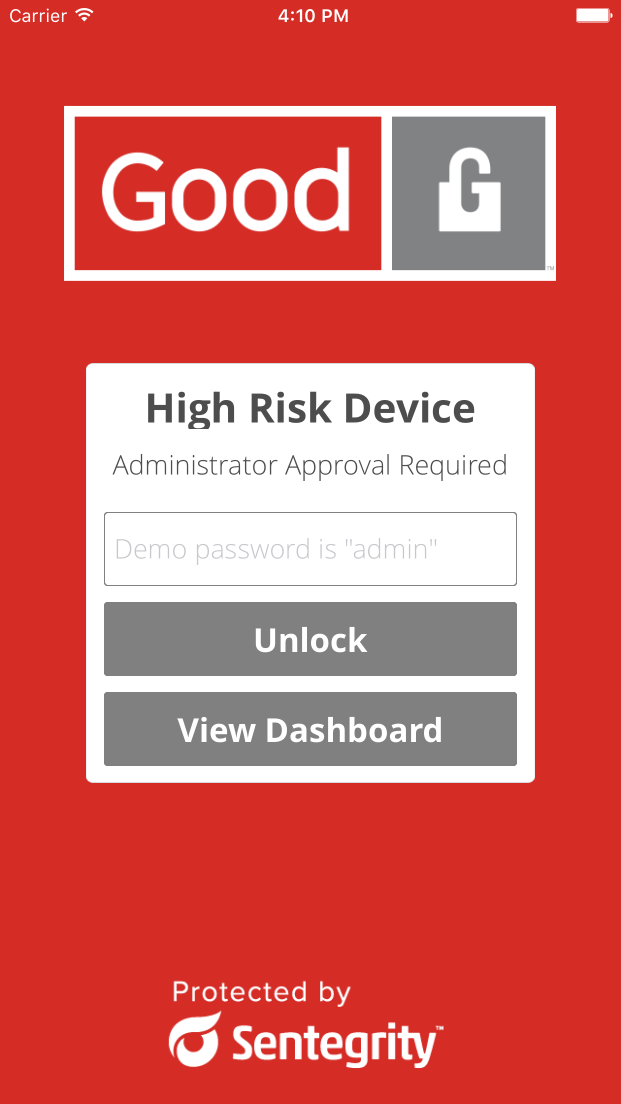 Carrier 4:10 PM
Good G
TM
High Risk Device
Administrator Approval Required
Demo password is "admin"
Unlock
View Dashboard
Protected by
Sentegrity™